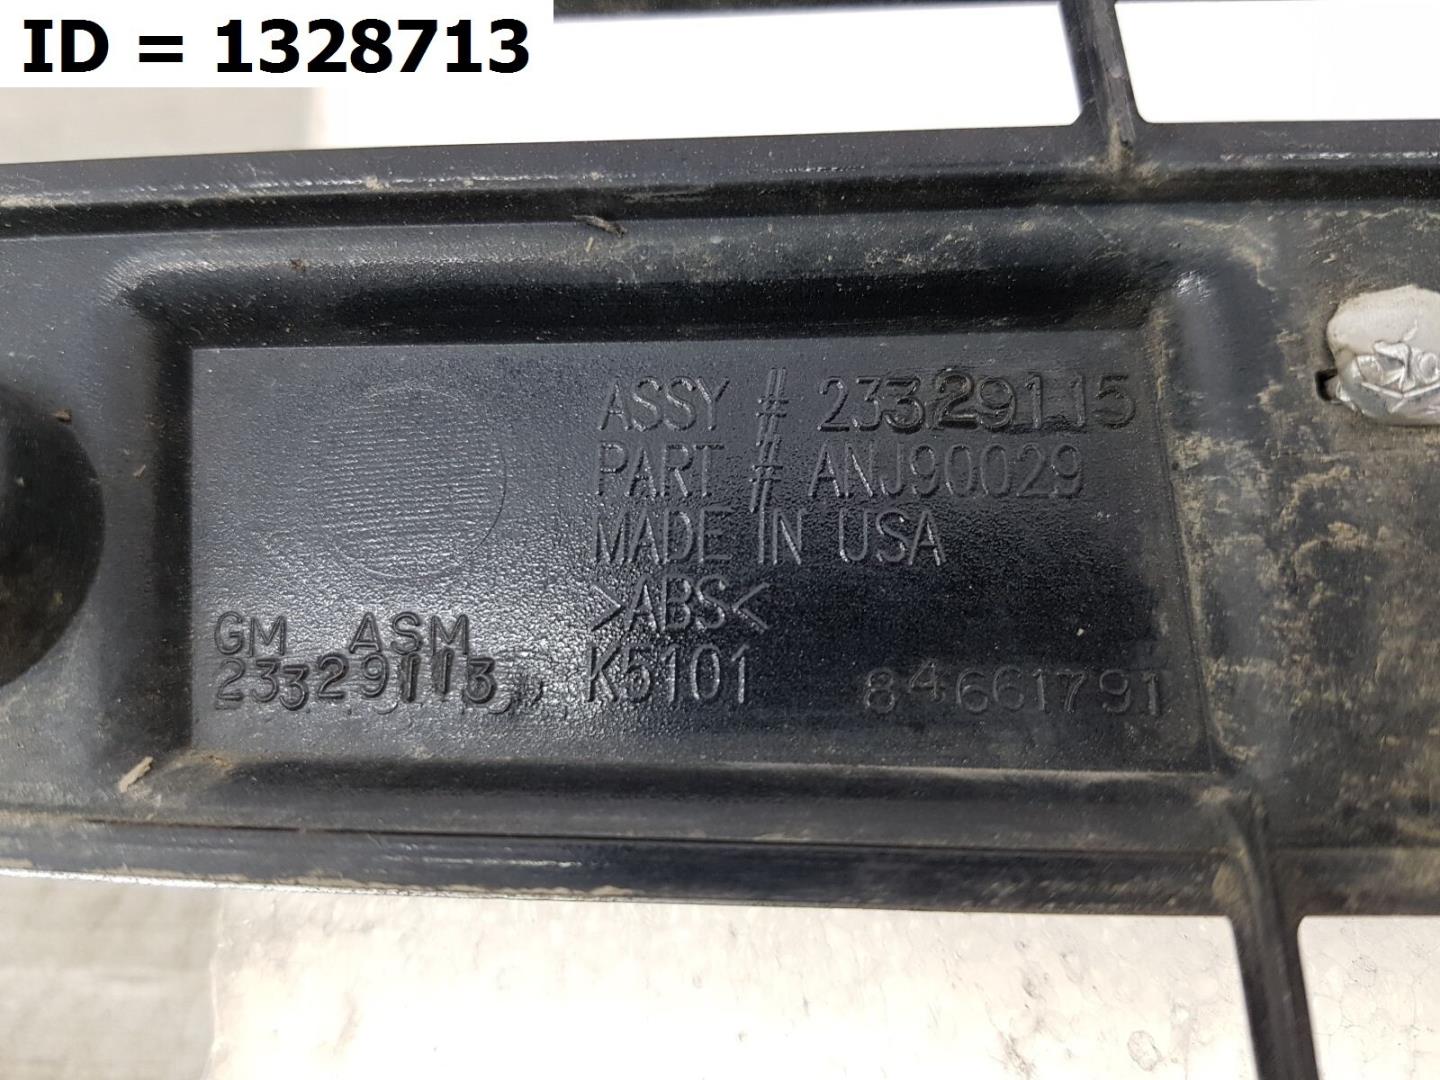 ID = 1328713
ASSY # 23329115
PART # ANJ90029
MADE IN USA
>ABS<
GM ASM
23329113
K5101
84661791